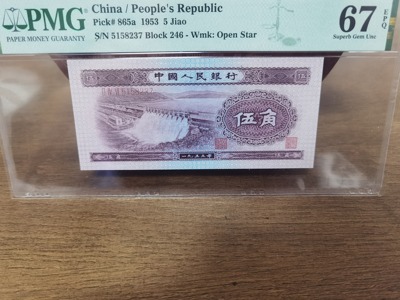 PMG
PAPER MONEY GUARANTY
China / People's Republic
Pick# 865a 1953 5 Jiao
S/N 5158237 Block 246 - Wmk: Open Star
67
EPQ
Superb Gem Unc
中國人民銀行
伍角
一九五三年